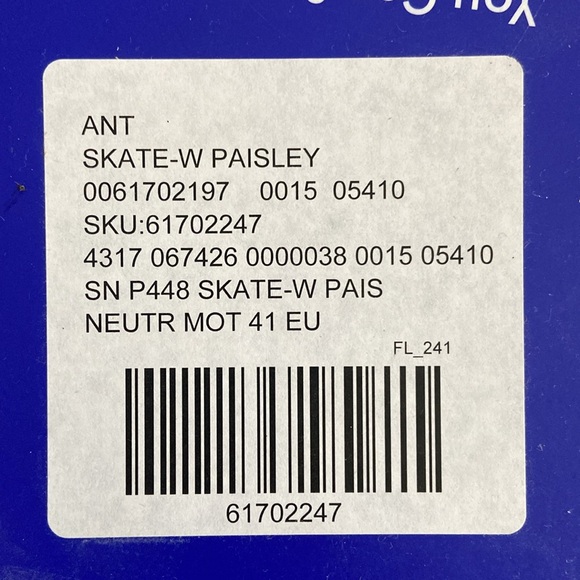 ANT
SKATE-W PAISLEY
0061702197 0015 05410
SKU:61702247
4317 067426 0000038 0015 05410
SN P448 SKATE-W PAIS
NEUTR MOT 41 EU
FL_241
61702247